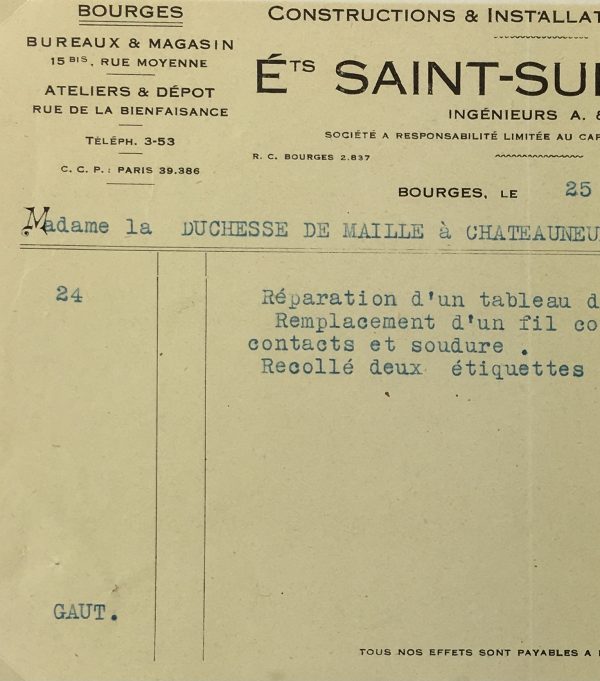 BOURGES
BUREAUX & MAGASIN
15 BIS, RUE MOYENNE
ATELIERS & DÉPOT
RUE DE LA BIENFAISANCE
TÉLÉPH. 3-53
C. C. P. : PARIS 39.386
CONSTRUCTIONS & INSTALLAT
ÉTS SAINT-SU
INGÉNIEURS A. &
SOCIÉTÉ A RESPONSABILITÉ LIMITÉE AU CAP
R. C. BOURGES 2.837
BOURGES, LE 25
Madame la DUCHESSE DE MAILLE à CHATEAUNEU
24 Réparation d'un tableau d
Remplacement d'un fil co
contacts et soudure .
Recollé deux étiquettes
GAUT.
TOUS NOS EFFETS SONT PAYABLES A